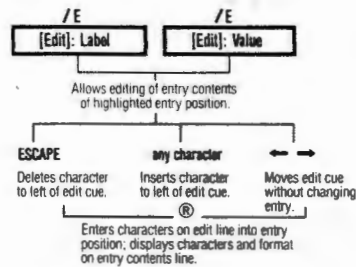 /E /E
[Edit]: Label [Edit]: Value
Allows editing of entry contents
of highlighted entry position.
ESCAPE any character ← →
Deletes character Inserts character Moves edit cue
to left of edit cue. to left of edit cue. without changing
entry.
®
Enters characters on edit line into entry
position; displays characters and format
on entry contents line.